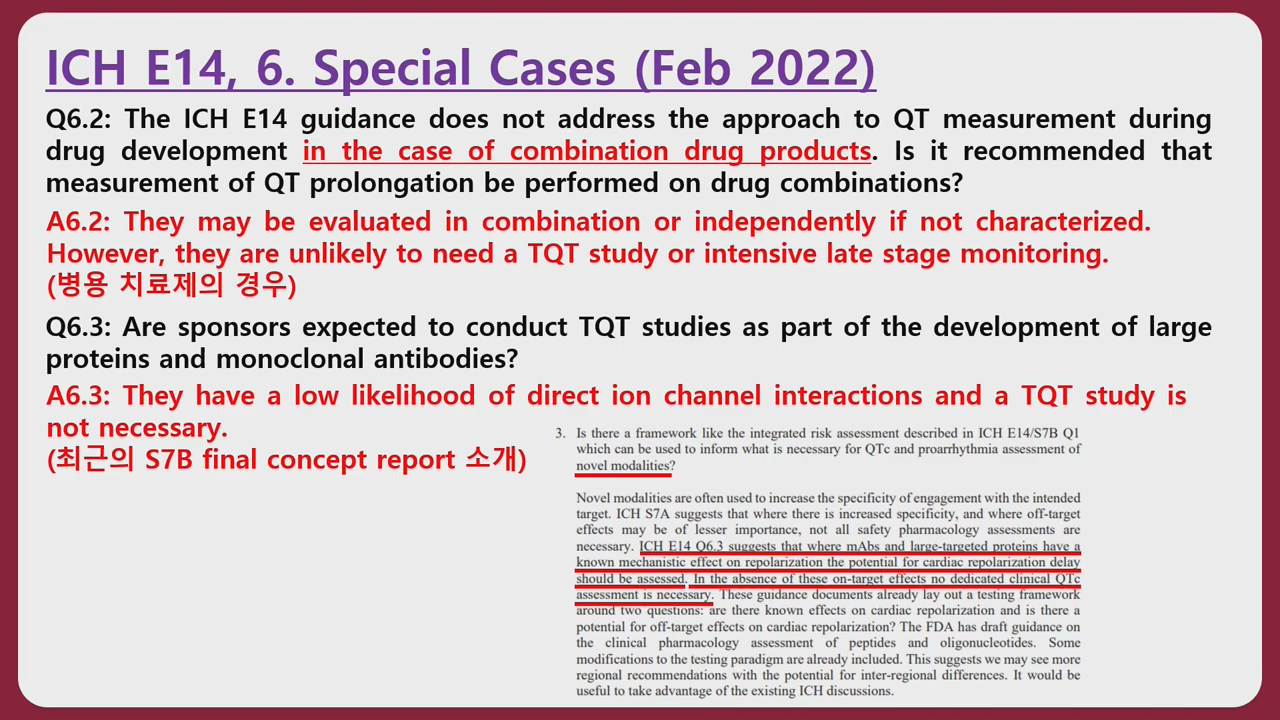 ICH E14, 6. Special Cases (Feb 2022)
Q6.2: The ICH E14 guidance does not address the approach to QT measurement during
drug development in the case of combination drug products. Is it recommended that
measurement of QT prolongation be performed on drug combinations?
A6.2: They may be evaluated in combination or independently if not characterized.
However, they are unlikely to need a TQT study or intensive late stage monitoring.
(병용 치료제의 경우)
Q6.3: Are sponsors expected to conduct TQT studies as part of the development of large
proteins and monoclonal antibodies?
A6.3: They have a low likelihood of direct ion channel interactions and a TQT study is
not necessary.
(최근의 S7B final concept report 소개)
3. Is there a framework like the integrated risk assessment described in ICH E14/S7B Q1
which can be used to inform what is necessary for QTc and proarrhythmia assessment of
novel modalities?
Novel modalities are often used to increase the specificity of engagement with the intended
target. ICH S7A suggests that where there is increased specificity, and where off-target
effects may be of lesser importance, not all safety pharmacology assessments are
necessary. ICH E14 Q6.3 suggests that where mAbs and large-targeted proteins have a
known mechanistic effect on repolarization the potential for cardiac repolarization delay
should be assessed. In the absence of these on-target effects no dedicated clinical QTc
assessment is necessary. These guidance documents already lay out a testing framework
around two questions: are there known effects on cardiac repolarization and is there a
potential for off-target effects on cardiac repolarization? The FDA has draft guidance on
the clinical pharmacology assessment of peptides and oligonucleotides. Some
modifications to the testing paradigm are already included. This suggests we may see more
regional recommendations with the potential for inter-regional differences. It would be
useful to take advantage of the existing ICH discussions.